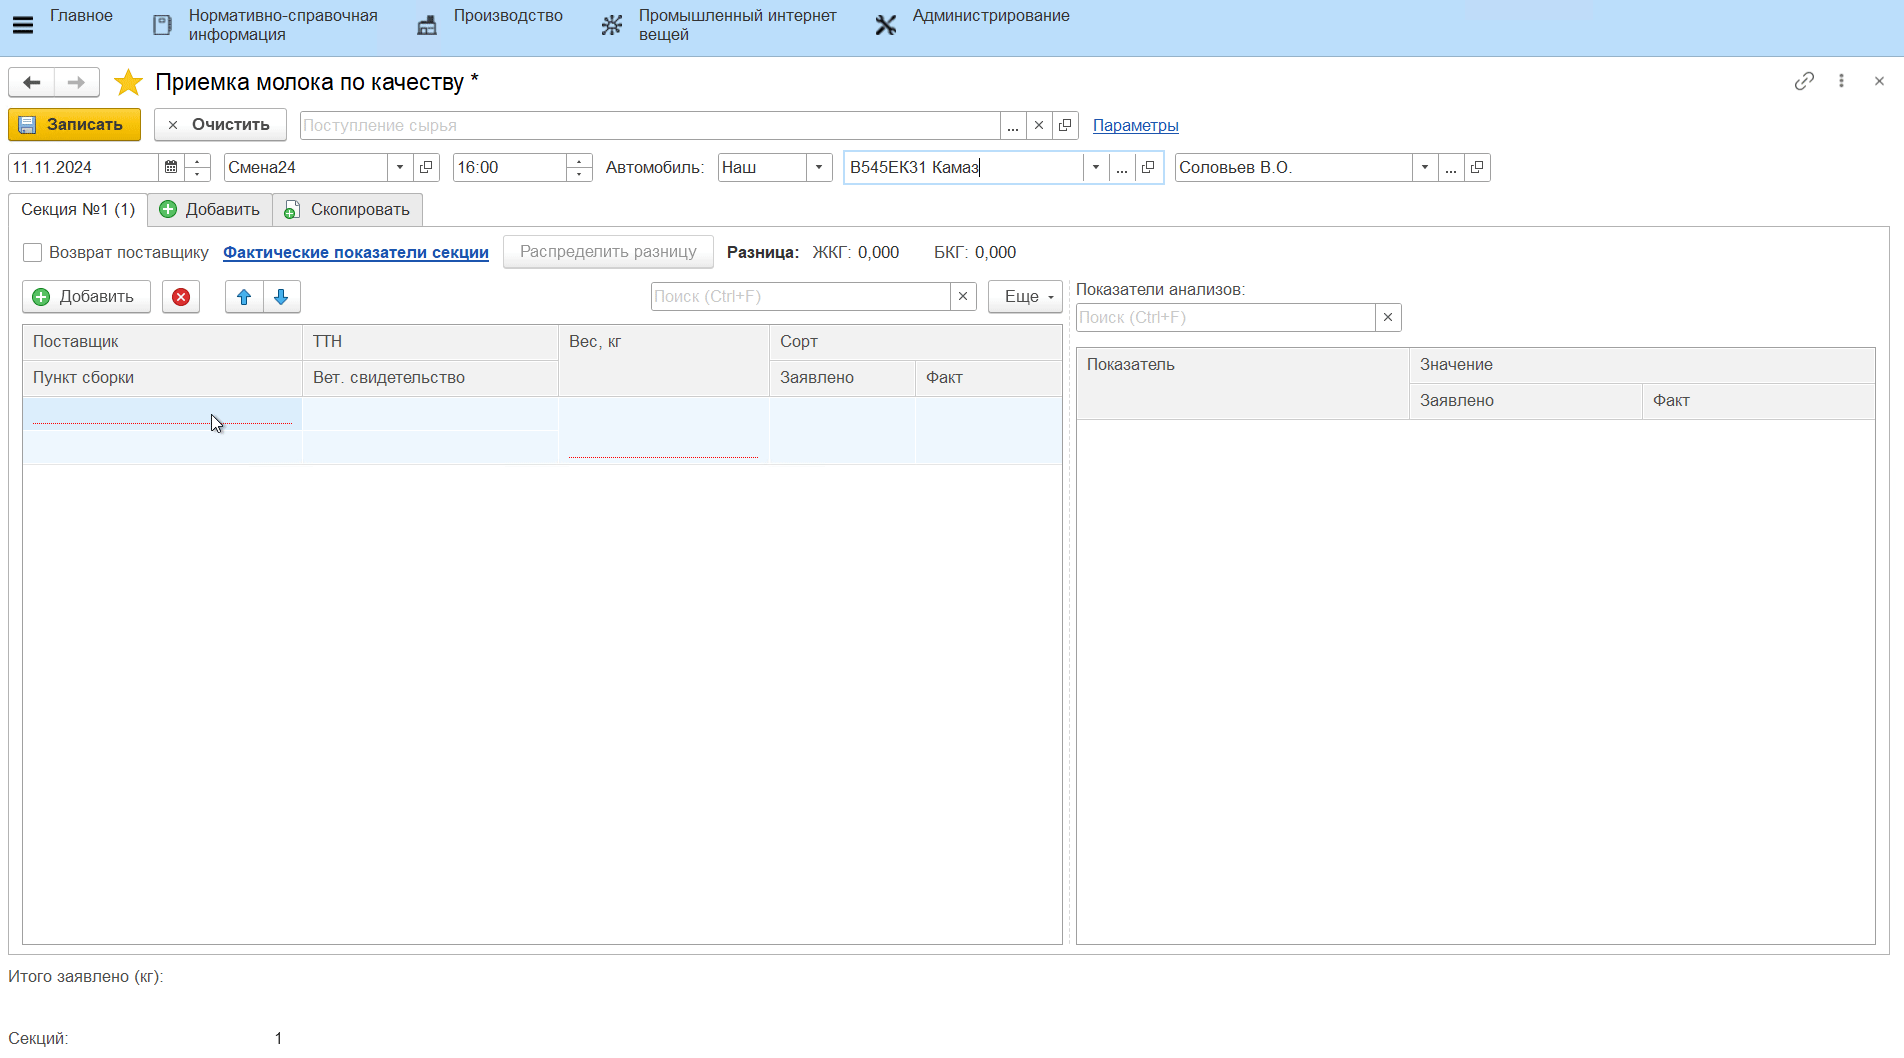 Главное
Нормативно-справочная
информация
Производство
Промышленный интернет
вещей
Администрирование
Приемка молока по качеству *
Записать
Очистить
Поступление сырья
...
Параметры
11.11.2024
Смена24
16:00
Автомобиль:
Наш
В545ЕК31 Камаз
...
Соловьев В.О.
...
Секция №1 (1)
Добавить
Скопировать
Возврат поставщику
Фактические показатели секции
Распределить разницу
Разница:
ЖКГ: 0,000
БКГ: 0,000
Добавить
Поиск (Ctrl+F)
Еще
Показатели анализов:
Поиск (Ctrl+F)
Поставщик
ТТН
Вес, кг
Сорт
Пункт сборки
Вет. свидетельство
Заявлено
Факт
Показатель
Значение
Заявлено
Факт
Итого заявлено (кг):
Секций:
1